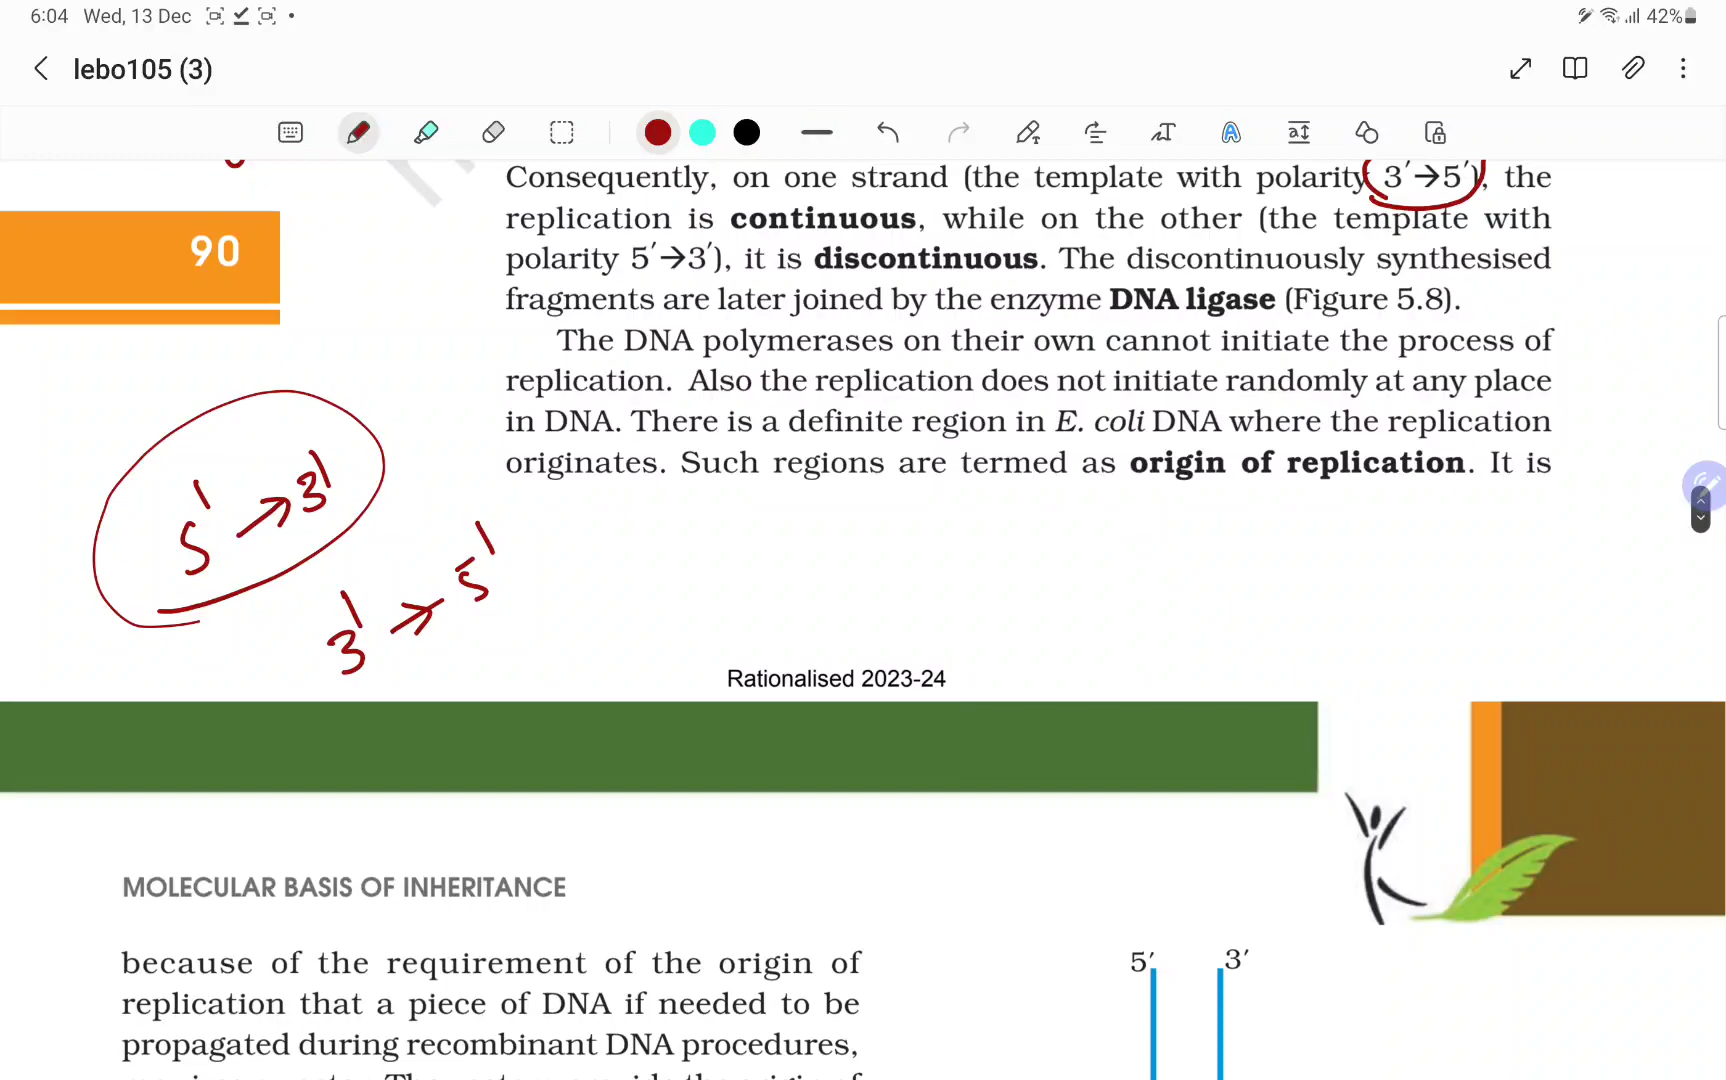 6:04 Wed, 13 Dec
42%
lebo105 (3)
Consequently, on one strand (the template with polarity 3′→5′), the
replication is continuous, while on the other (the template with
90
polarity 5′→3′), it is discontinuous. The discontinuously synthesised
fragments are later joined by the enzyme DNA ligase (Figure 5.8).
The DNA polymerases on their own cannot initiate the process of
replication. Also the replication does not initiate randomly at any place
in DNA. There is a definite region in E. coli DNA where the replication
originates. Such regions are termed as origin of replication. It is
5' → 3'
3' → 5'
Rationalised 2023-24
MOLECULAR BASIS OF INHERITANCE
because of the requirement of the origin of
replication that a piece of DNA if needed to be
propagated during recombinant DNA procedures,
5′ 3′